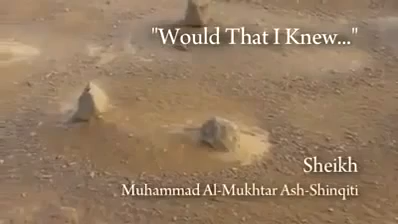 "Would That I Knew..."
Sheikh
Muhammad Al-Mukhtar Ash-Shinqiti